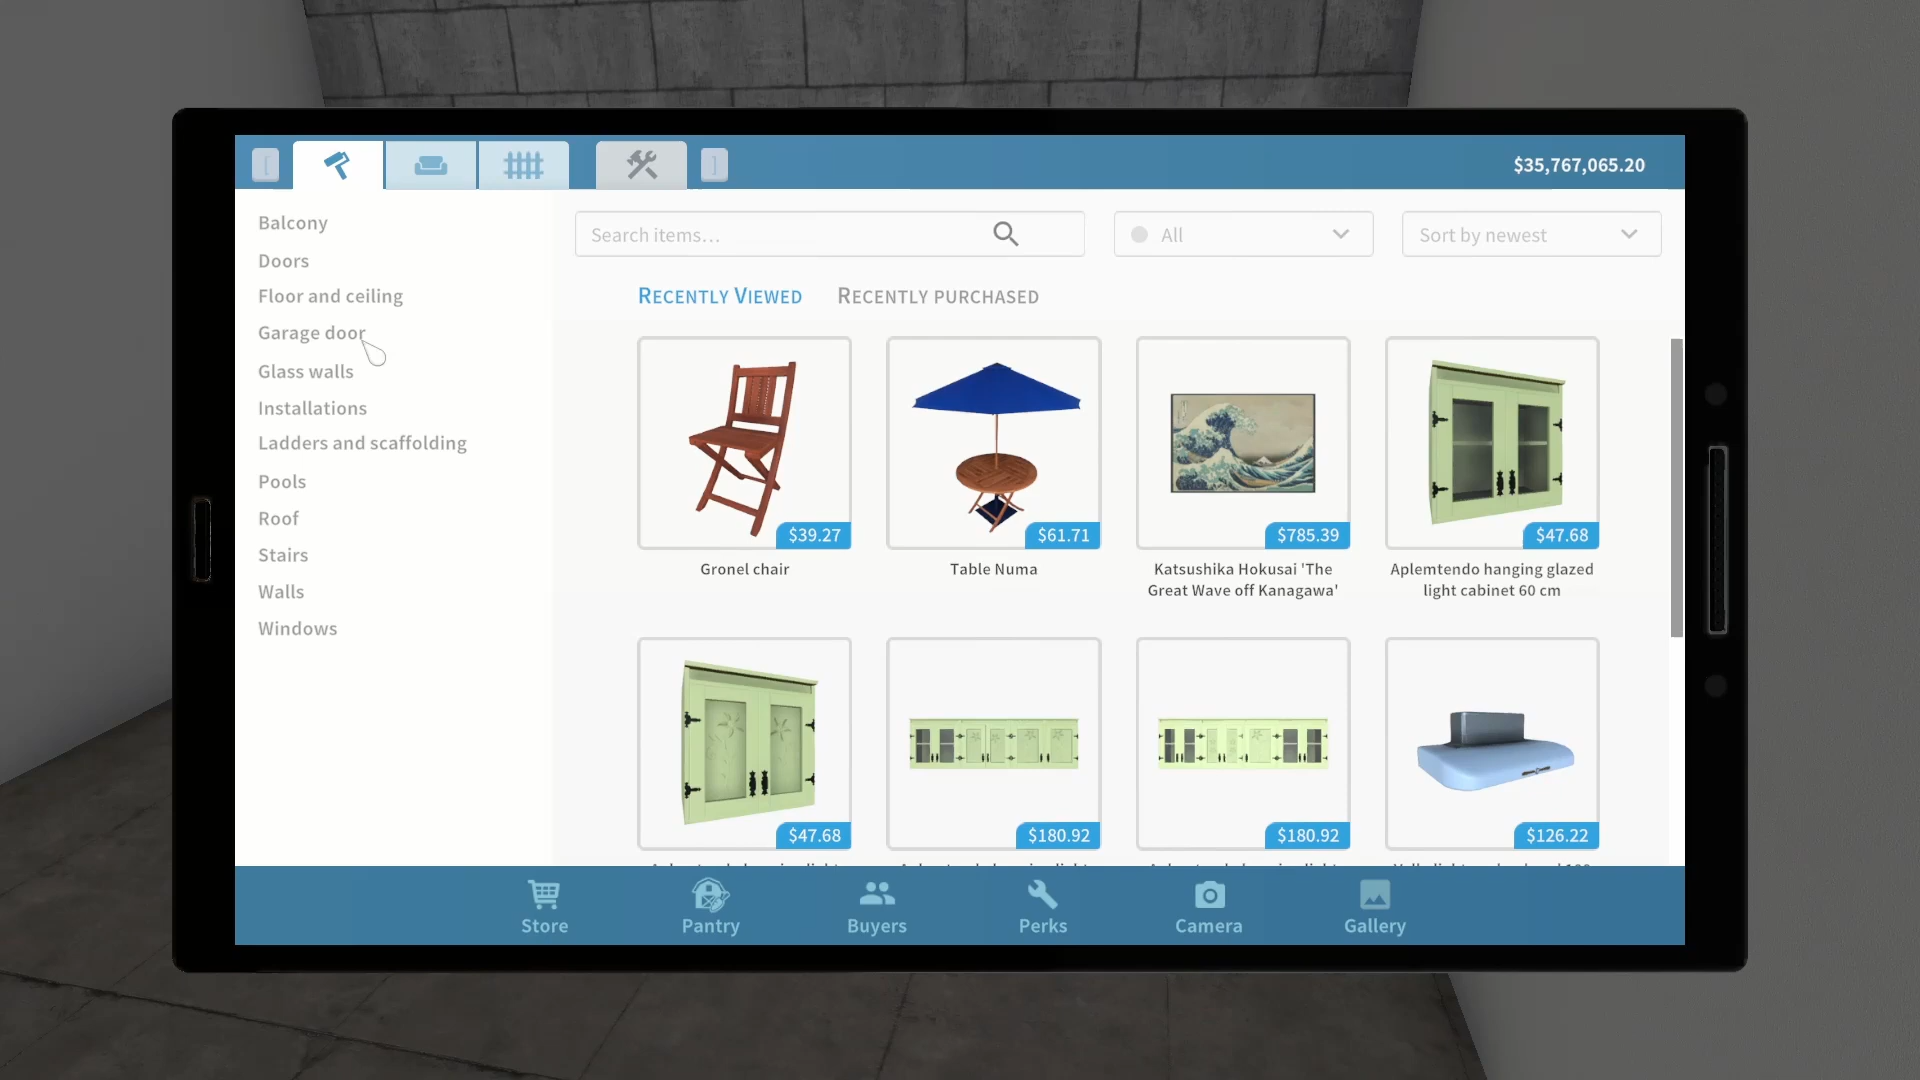 [
]
$35,767,065.20
Balcony
Doors
Floor and ceiling
Garage door
Glass walls
Installations
Ladders and scaffolding
Pools
Roof
Stairs
Walls
Windows
Search items...
All
Sort by newest
RECENTLY VIEWED
RECENTLY PURCHASED
$39.27
$61.71
$785.39
$47.68
Gronel chair
Table Numa
Katsushika Hokusai 'The
Great Wave off Kanagawa'
Aplemtendo hanging glazed
light cabinet 60 cm
$47.68
$180.92
$180.92
$126.22
Store
Pantry
Buyers
Perks
Camera
Gallery